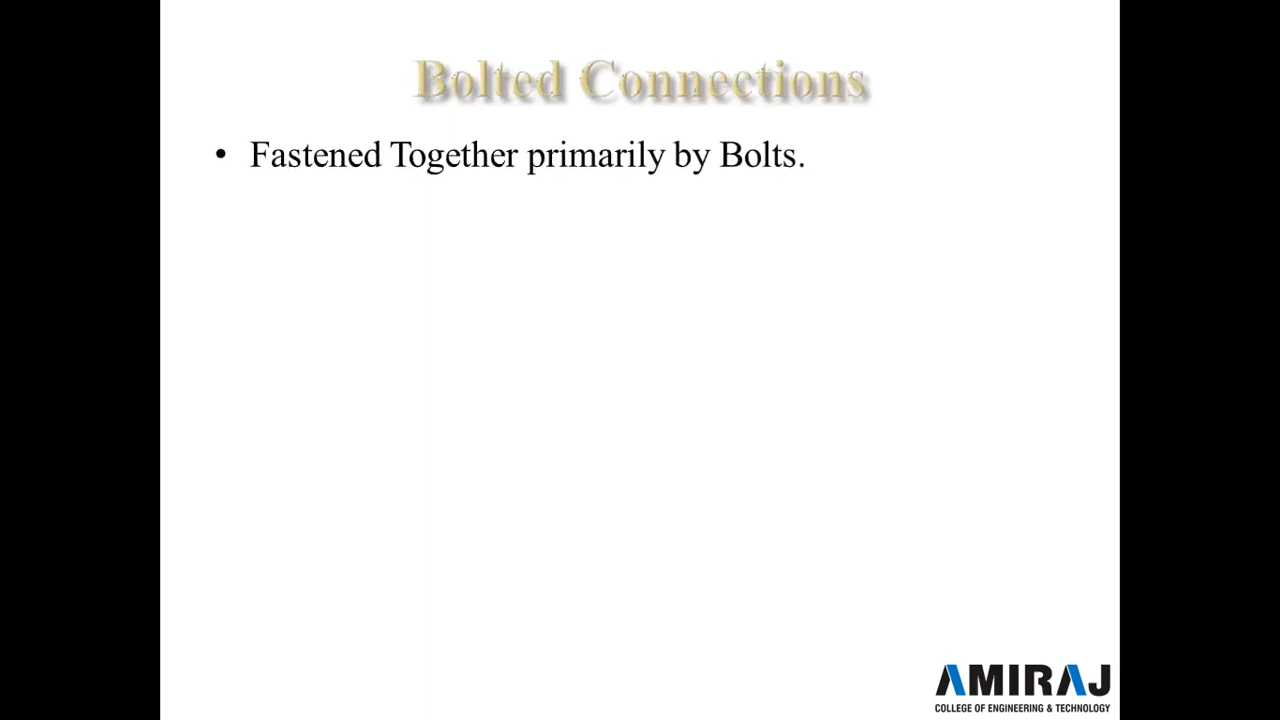 Bolted Connections
• Fastened Together primarily by Bolts.
AMIRAJ
COLLEGE OF ENGINEERING & TECHNOLOGY